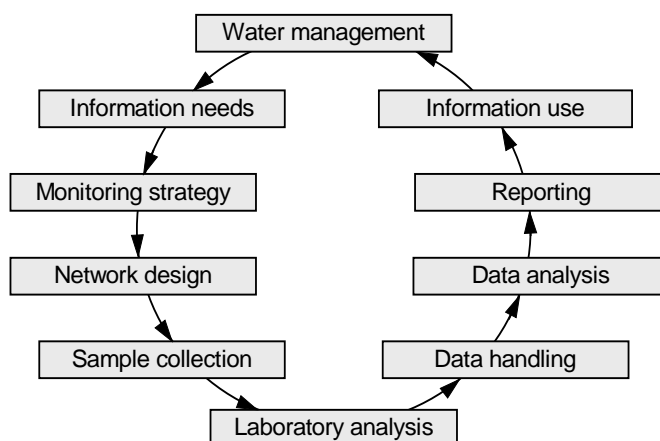 Water management
Information needs
Information use
Monitoring strategy
Reporting
Network design
Data analysis
Sample collection
Data handling
Laboratory analysis